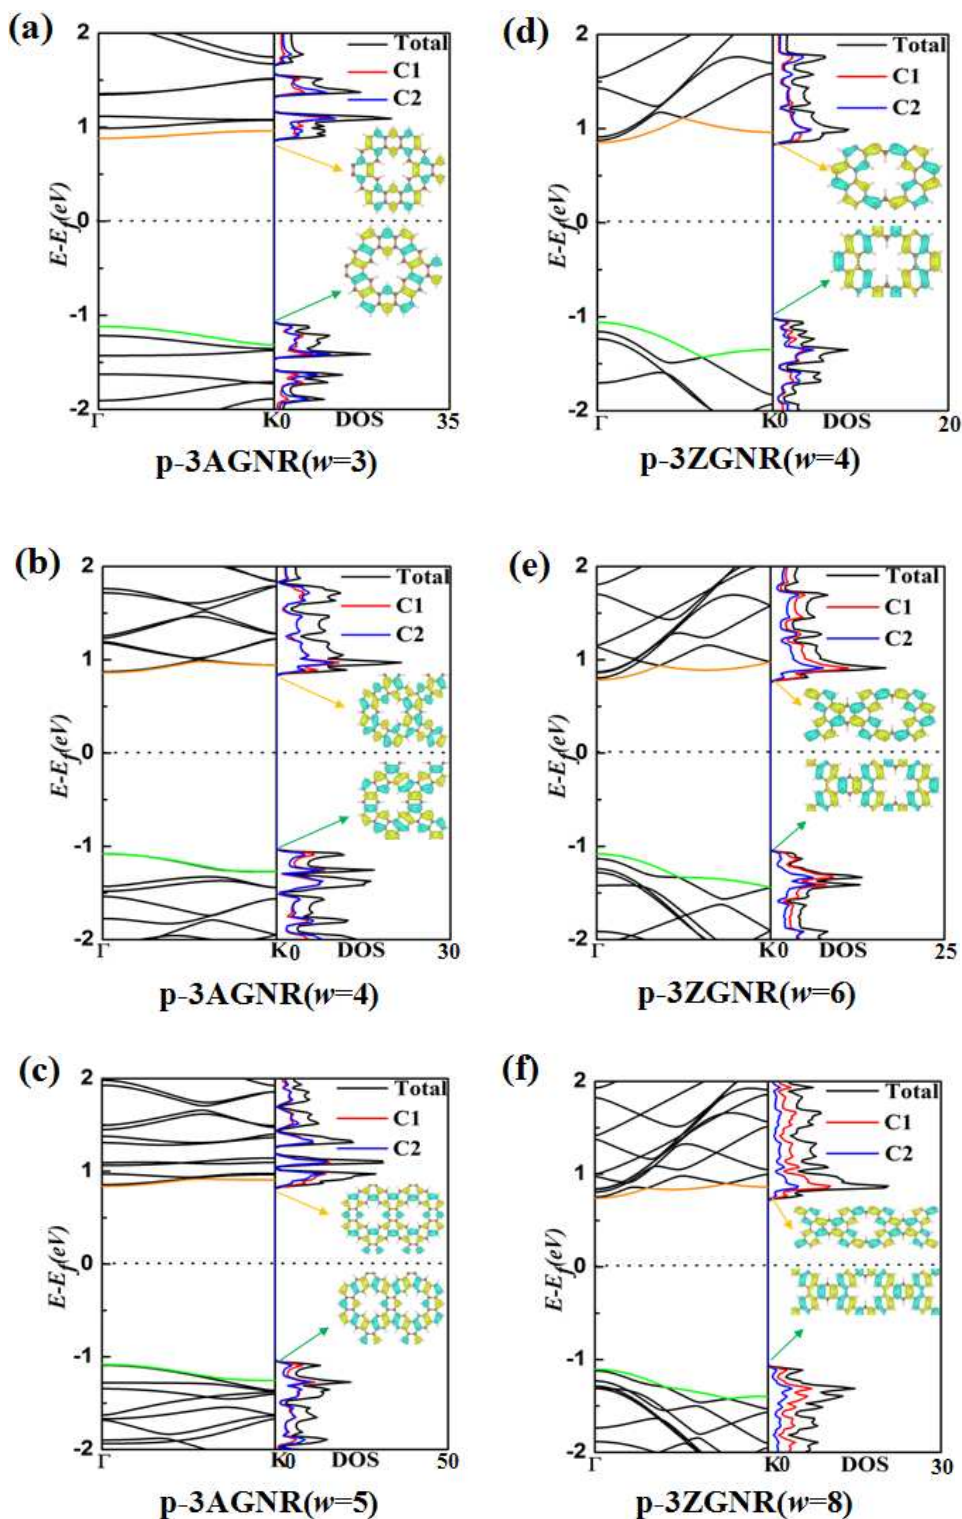 (a)
2
1
0
-1
-2
E-Ef(eV)
Total
C1
C2
Γ
K0
DOS
35
p-3AGNR(w=3)
(d)
2
1
0
-1
-2
E-Ef(eV)
Total
C1
C2
Γ
K0
DOS
20
p-3ZGNR(w=4)
(b)
2
1
0
-1
-2
E-Ef(eV)
Total
C1
C2
Γ
K0
DOS
30
p-3AGNR(w=4)
(e)
2
1
0
-1
-2
E-Ef(eV)
Total
C1
C2
Γ
K0
DOS
25
p-3ZGNR(w=6)
(c)
2
1
0
-1
-2
E-Ef(eV)
Total
C1
C2
Γ
K0
DOS
50
p-3AGNR(w=5)
(f)
2
1
0
-1
-2
E-Ef(eV)
Total
C1
C2
Γ
K0
DOS
30
p-3ZGNR(w=8)